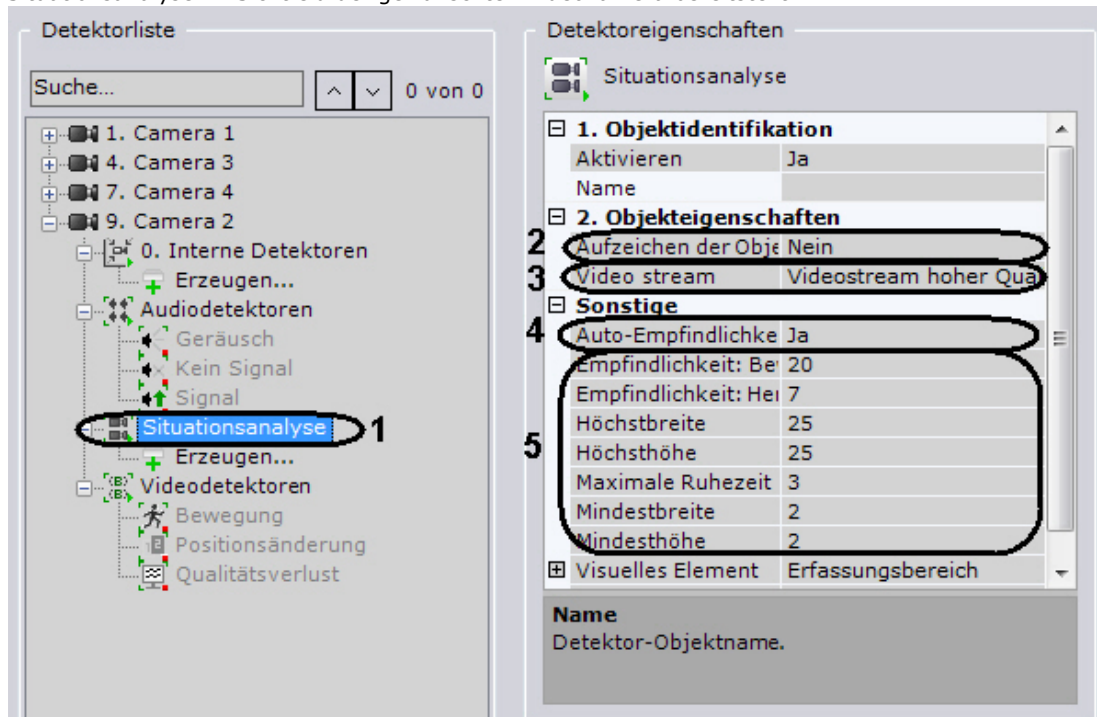 Detektorliste
Suche...
0 von 0
1. Camera 1
4. Camera 3
7. Camera 4
9. Camera 2
0. Interne Detektoren
Erzeugen...
Audiodetektoren
Geräusch
Kein Signal
Signal
Situationsanalyse 1
Erzeugen...
Videodetektoren
Bewegung
Positionsänderung
Qualitätsverlust
Detektoreigenschaften
Situationsanalyse
1. Objektidentifikation
Aktivieren Ja
Name
2. Objekteigenschaften
2 Aufzeichen der Obje Nein
3 Video stream Videostream hoher Qua
Sonstige
4 Auto-Empfindlichke Ja
Empfindlichkeit: Be 20
Empfindlichkeit: Hei 7
Höchstbreite 25
5 Höchsthöhe 25
Maximale Ruhezeit 3
Mindestbreite 2
Mindesthöhe 2
Visuelles Element Erfassungsbereich
Name
Detektor-Objektname.